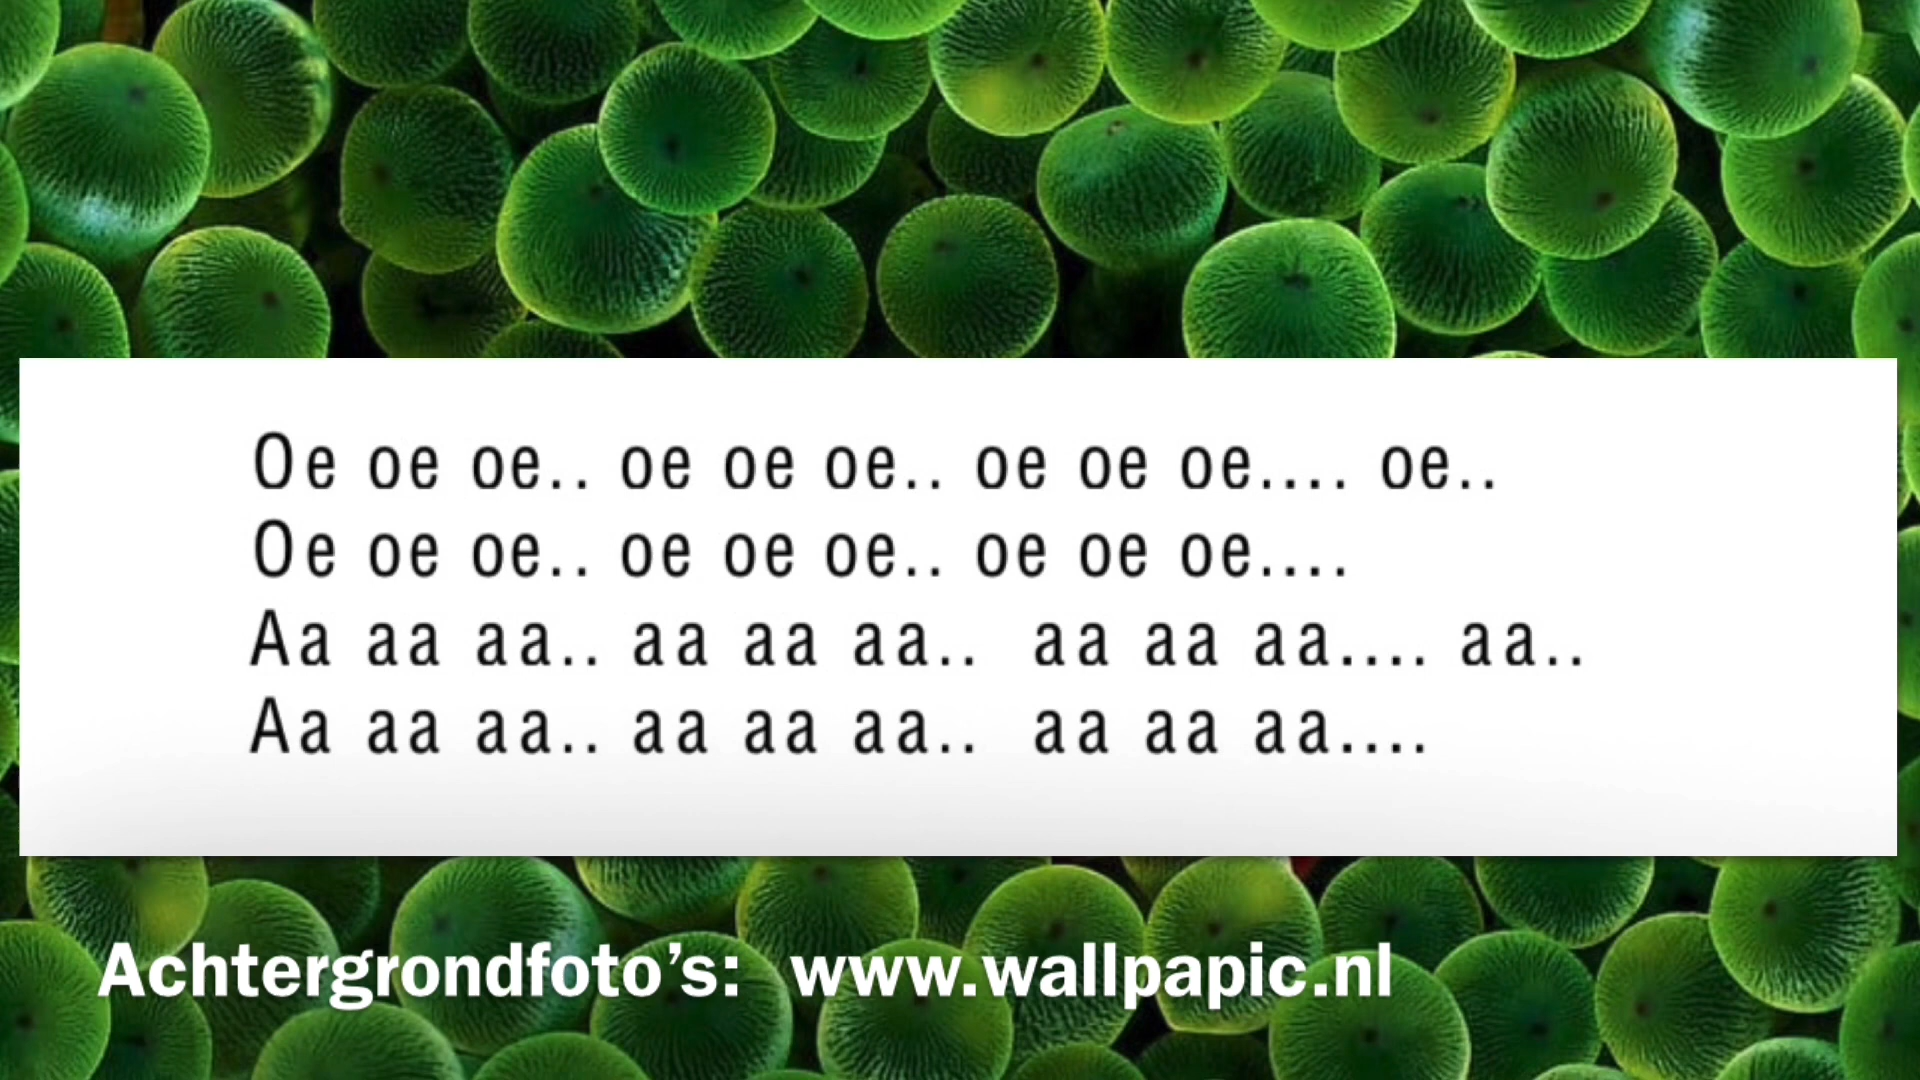 Oe oe oe.. oe oe oe.. oe oe oe.... oe..
Oe oe oe.. oe oe oe.. oe oe oe....
Aa aa aa.. aa aa aa..  aa aa aa.... aa..
Aa aa aa.. aa aa aa..  aa aa aa....
Achtergrondfoto’s:  www.wallpapic.nl